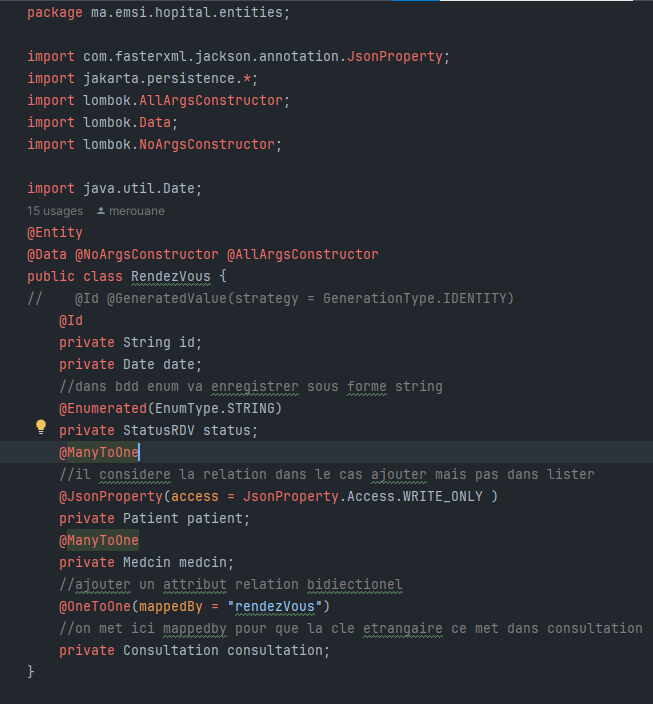 package ma.emsi.hopital.entities;
import com.fasterxml.jackson.annotation.JsonProperty;
import jakarta.persistence.*;
import lombok.AllArgsConstructor;
import lombok.Data;
import lombok.NoArgsConstructor;
import java.util.Date;
15 usages merouane
@Entity
@Data @NoArgsConstructor @AllArgsConstructor
public class RendezVous {
// @Id @GeneratedValue(strategy = GenerationType.IDENTITY)
@Id
private String id;
private Date date;
//dans bdd enum va enregistrer sous forme string
@Enumerated(EnumType.STRING)
private StatusRDV status;
@ManyToOne
//il considere la relation dans le cas ajouter mais pas dans lister
@JsonProperty(access = JsonProperty.Access.WRITE_ONLY )
private Patient patient;
@ManyToOne
private Medcin medcin;
//ajouter un attribut relation bidiectionel
@OneToOne(mappedBy = "rendezVous")
//on met ici mappedby pour que la cle etrangaire ce met dans consultation
private Consultation consultation;
}